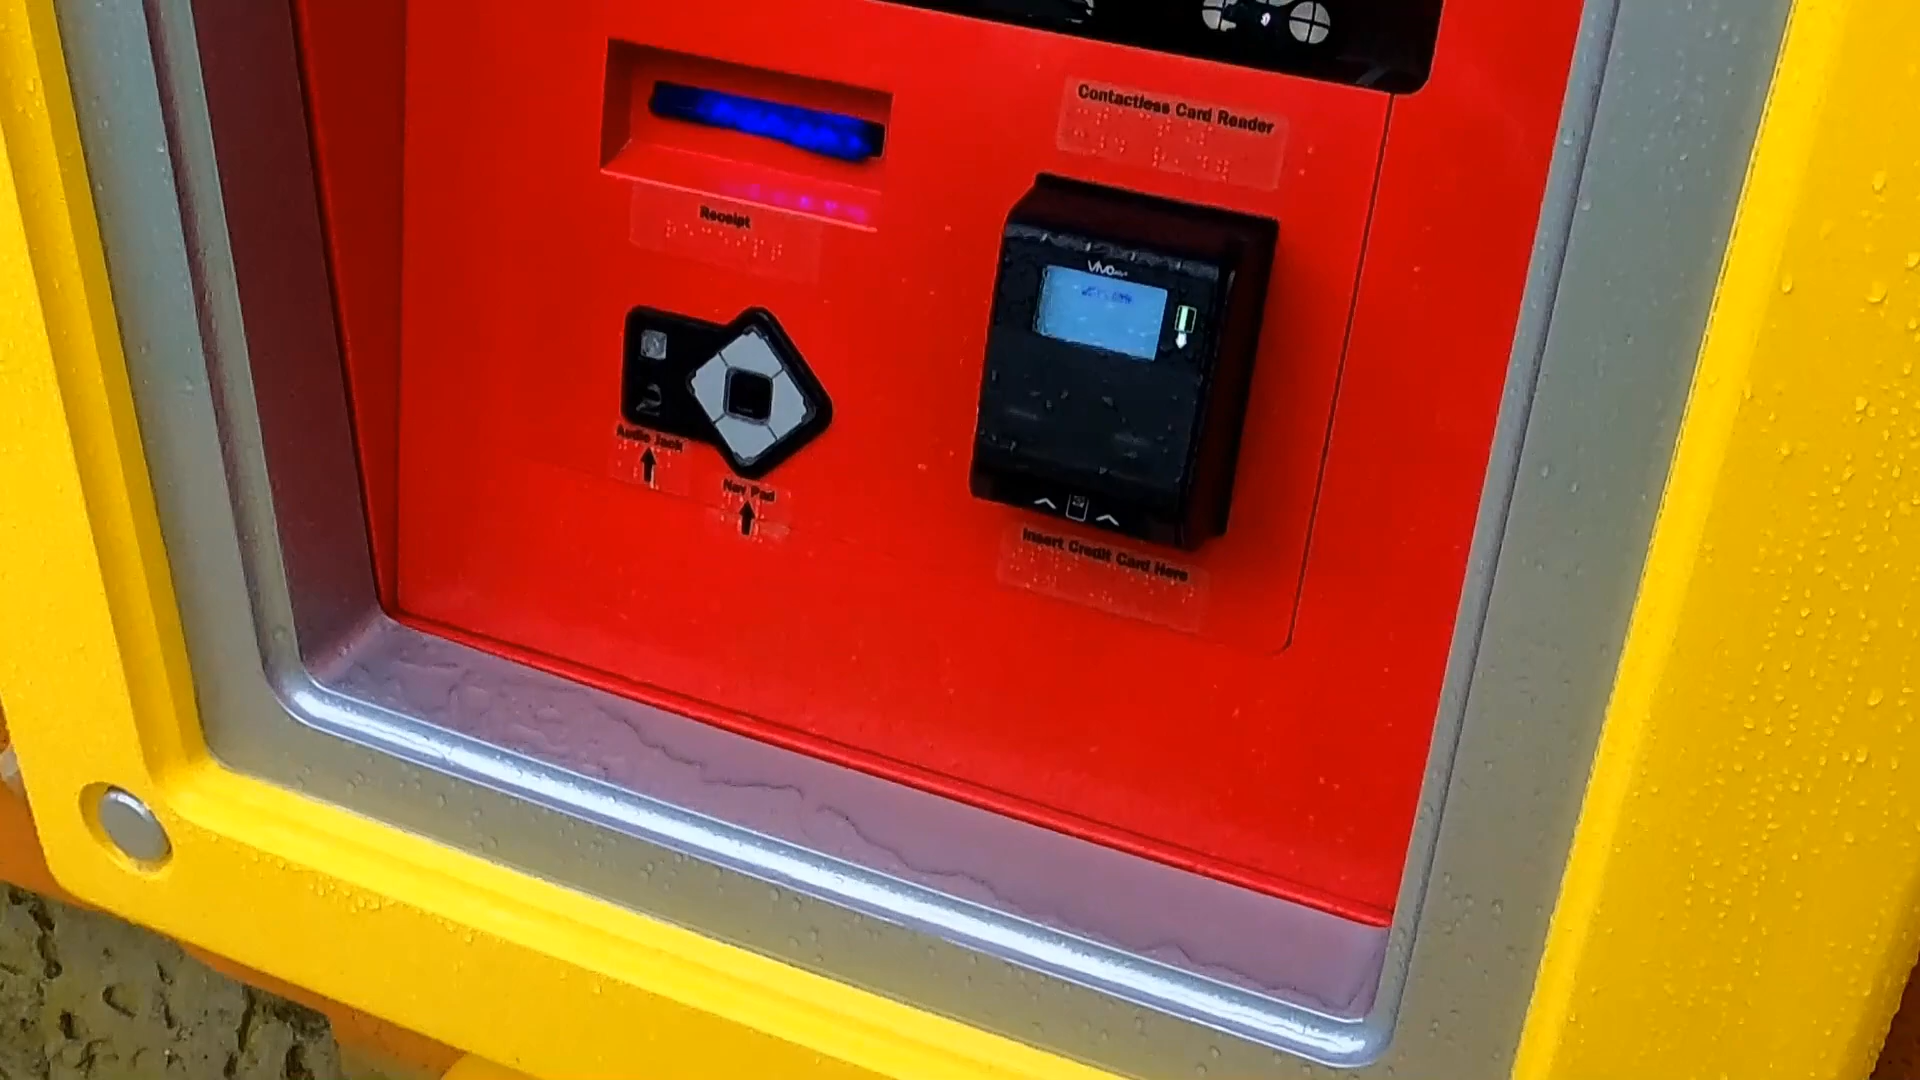 Contactless Card Reader
Receipt
Audio Jack
Nav Pad
Insert Credit Card Here